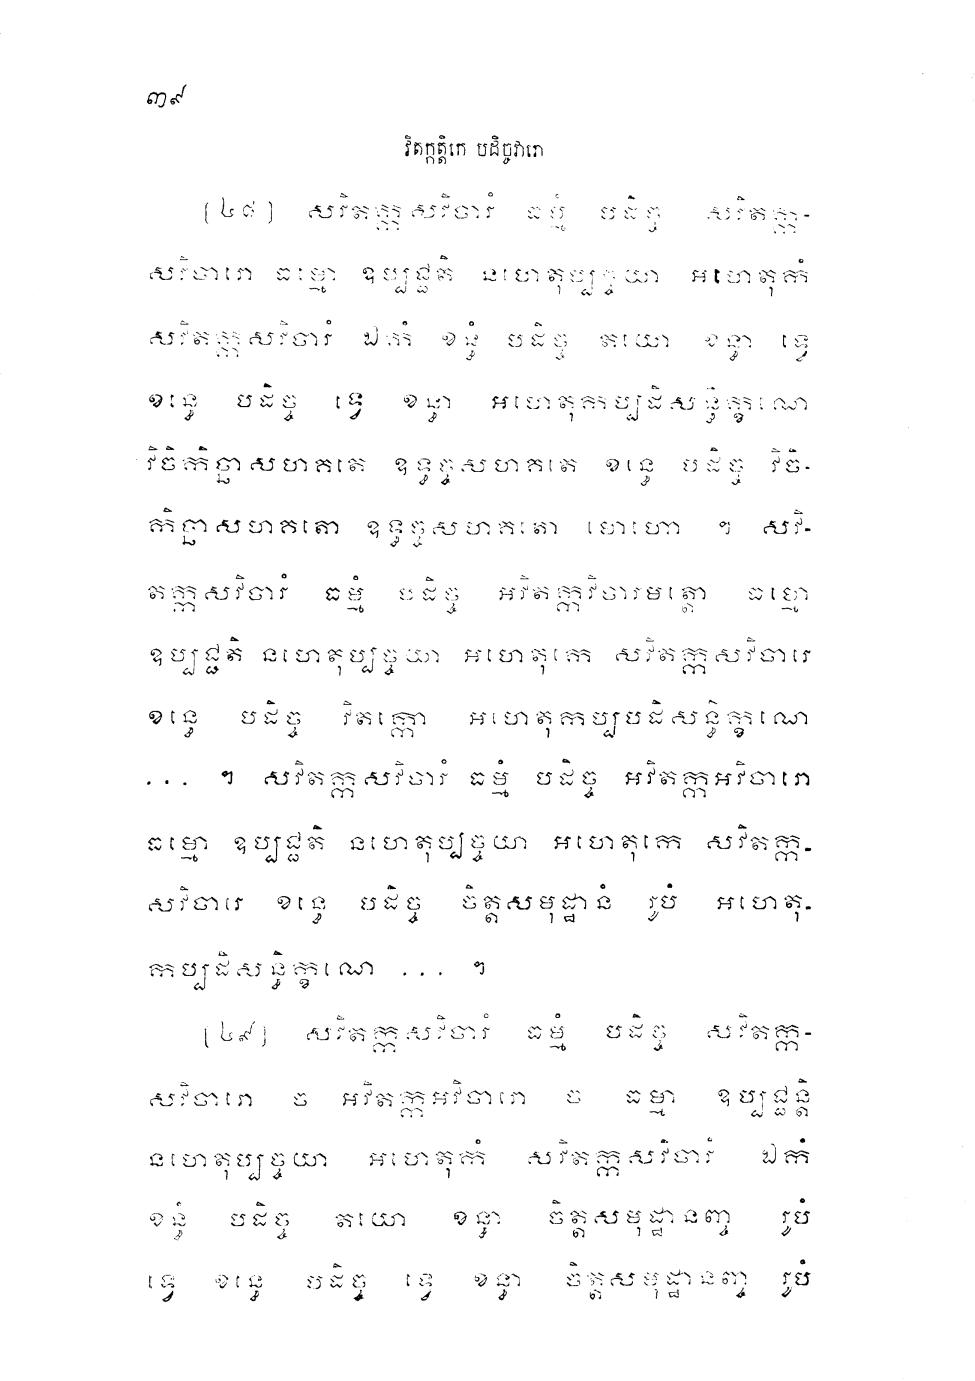 ៣៩
វិតក្កត្តិកេ បដិច្ចវារោ
(៤៨) សវិតក្កសវិចារំ ធម្មំ បដិច្ច សវិតក្ក-
សវិចារោ ធម្មោ ឧប្បជ្ជតិ នហេតុប្បច្ចយា អហេតុកំ
សវិតក្កសវិចារំ ឯកំ ខន្ធំ បដិច្ច តយោ ខន្ធា ទ្វេ
ខន្ធេ បដិច្ច ទ្វេ ខន្ធា អហេតុកប្បដិសន្ធិក្ខណេ
វិចិកិច្ឆាសហគតេ ឧទ្ធច្ចសហគតេ ខន្ធេ បដិច្ច វិចិ-
កិច្ឆាសហគតោ ឧទ្ធច្ចសហគតោ មោហោ ។ សវិ-
តក្កសវិចារំ ធម្មំ បដិច្ច អវិតក្កវិចារមត្តោ ធម្មោ
ឧប្បជ្ជតិ នហេតុប្បច្ចយា អហេតុកេ សវិតក្កសវិចារេ
ខន្ធេ បដិច្ច វិតក្កោ អហេតុកប្បបដិសន្ធិក្ខណេ
... ។ សវិតក្កសវិចារំ ធម្មំ បដិច្ច អវិតក្កអវិចារោ
ធម្មោ ឧប្បជ្ជតិ នហេតុប្បច្ចយា អហេតុកេ សវិតក្ក-
សវិចារេ ខន្ធេ បដិច្ច ចិត្តសមុដ្ឋានំ រូបំ អហេតុ-
កប្បដិសន្ធិក្ខណេ ... ។
(៤៩) សវិតក្កសវិចារំ ធម្មំ បដិច្ច សវិតក្ក-
សវិចារោ ច អវិតក្កអវិចារោ ច ធម្មា ឧប្បជ្ជន្តិ
នហេតុប្បច្ចយា អហេតុកំ សវិតក្កសវិចារំ ឯកំ
ខន្ធំ បដិច្ច តយោ ខន្ធា ចិត្តសមុដ្ឋានញ្ច រូបំ
ទ្វេ ខន្ធេ បដិច្ច ទ្វេ ខន្ធា ចិត្តសមុដ្ឋានញ្ច រូបំ